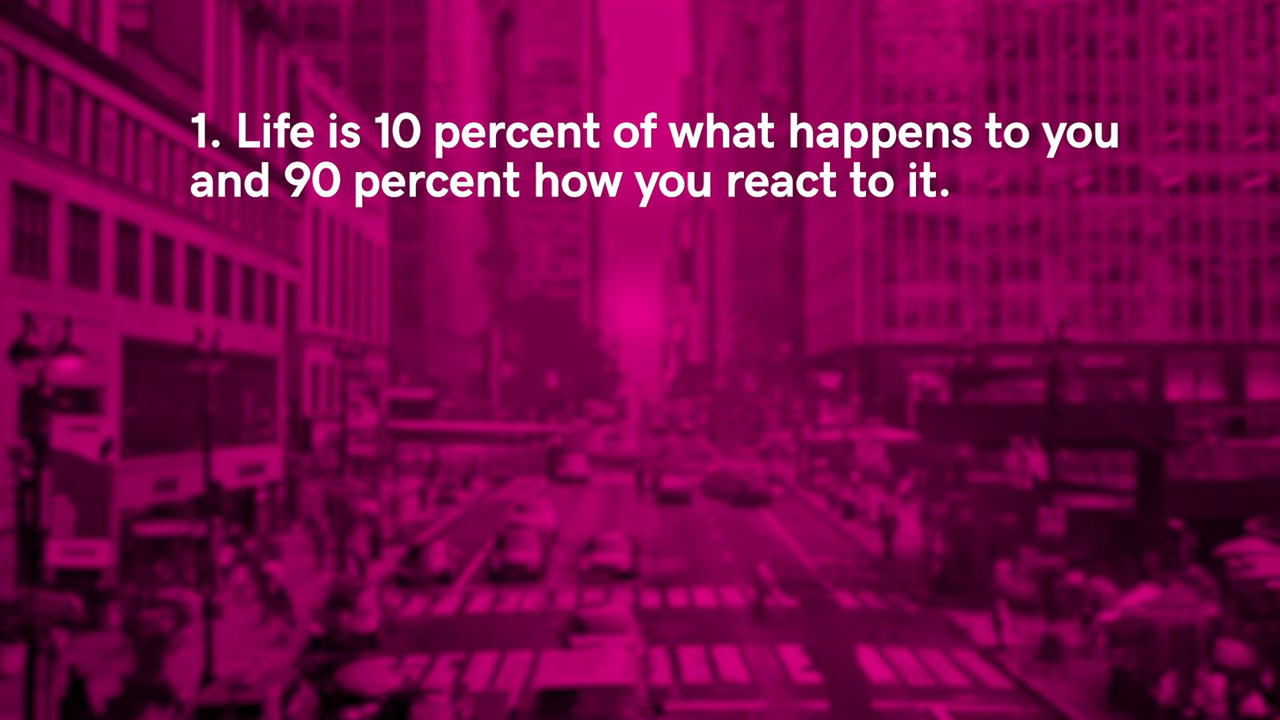 1. Life is 10 percent of what happens to you
and 90 percent how you react to it.